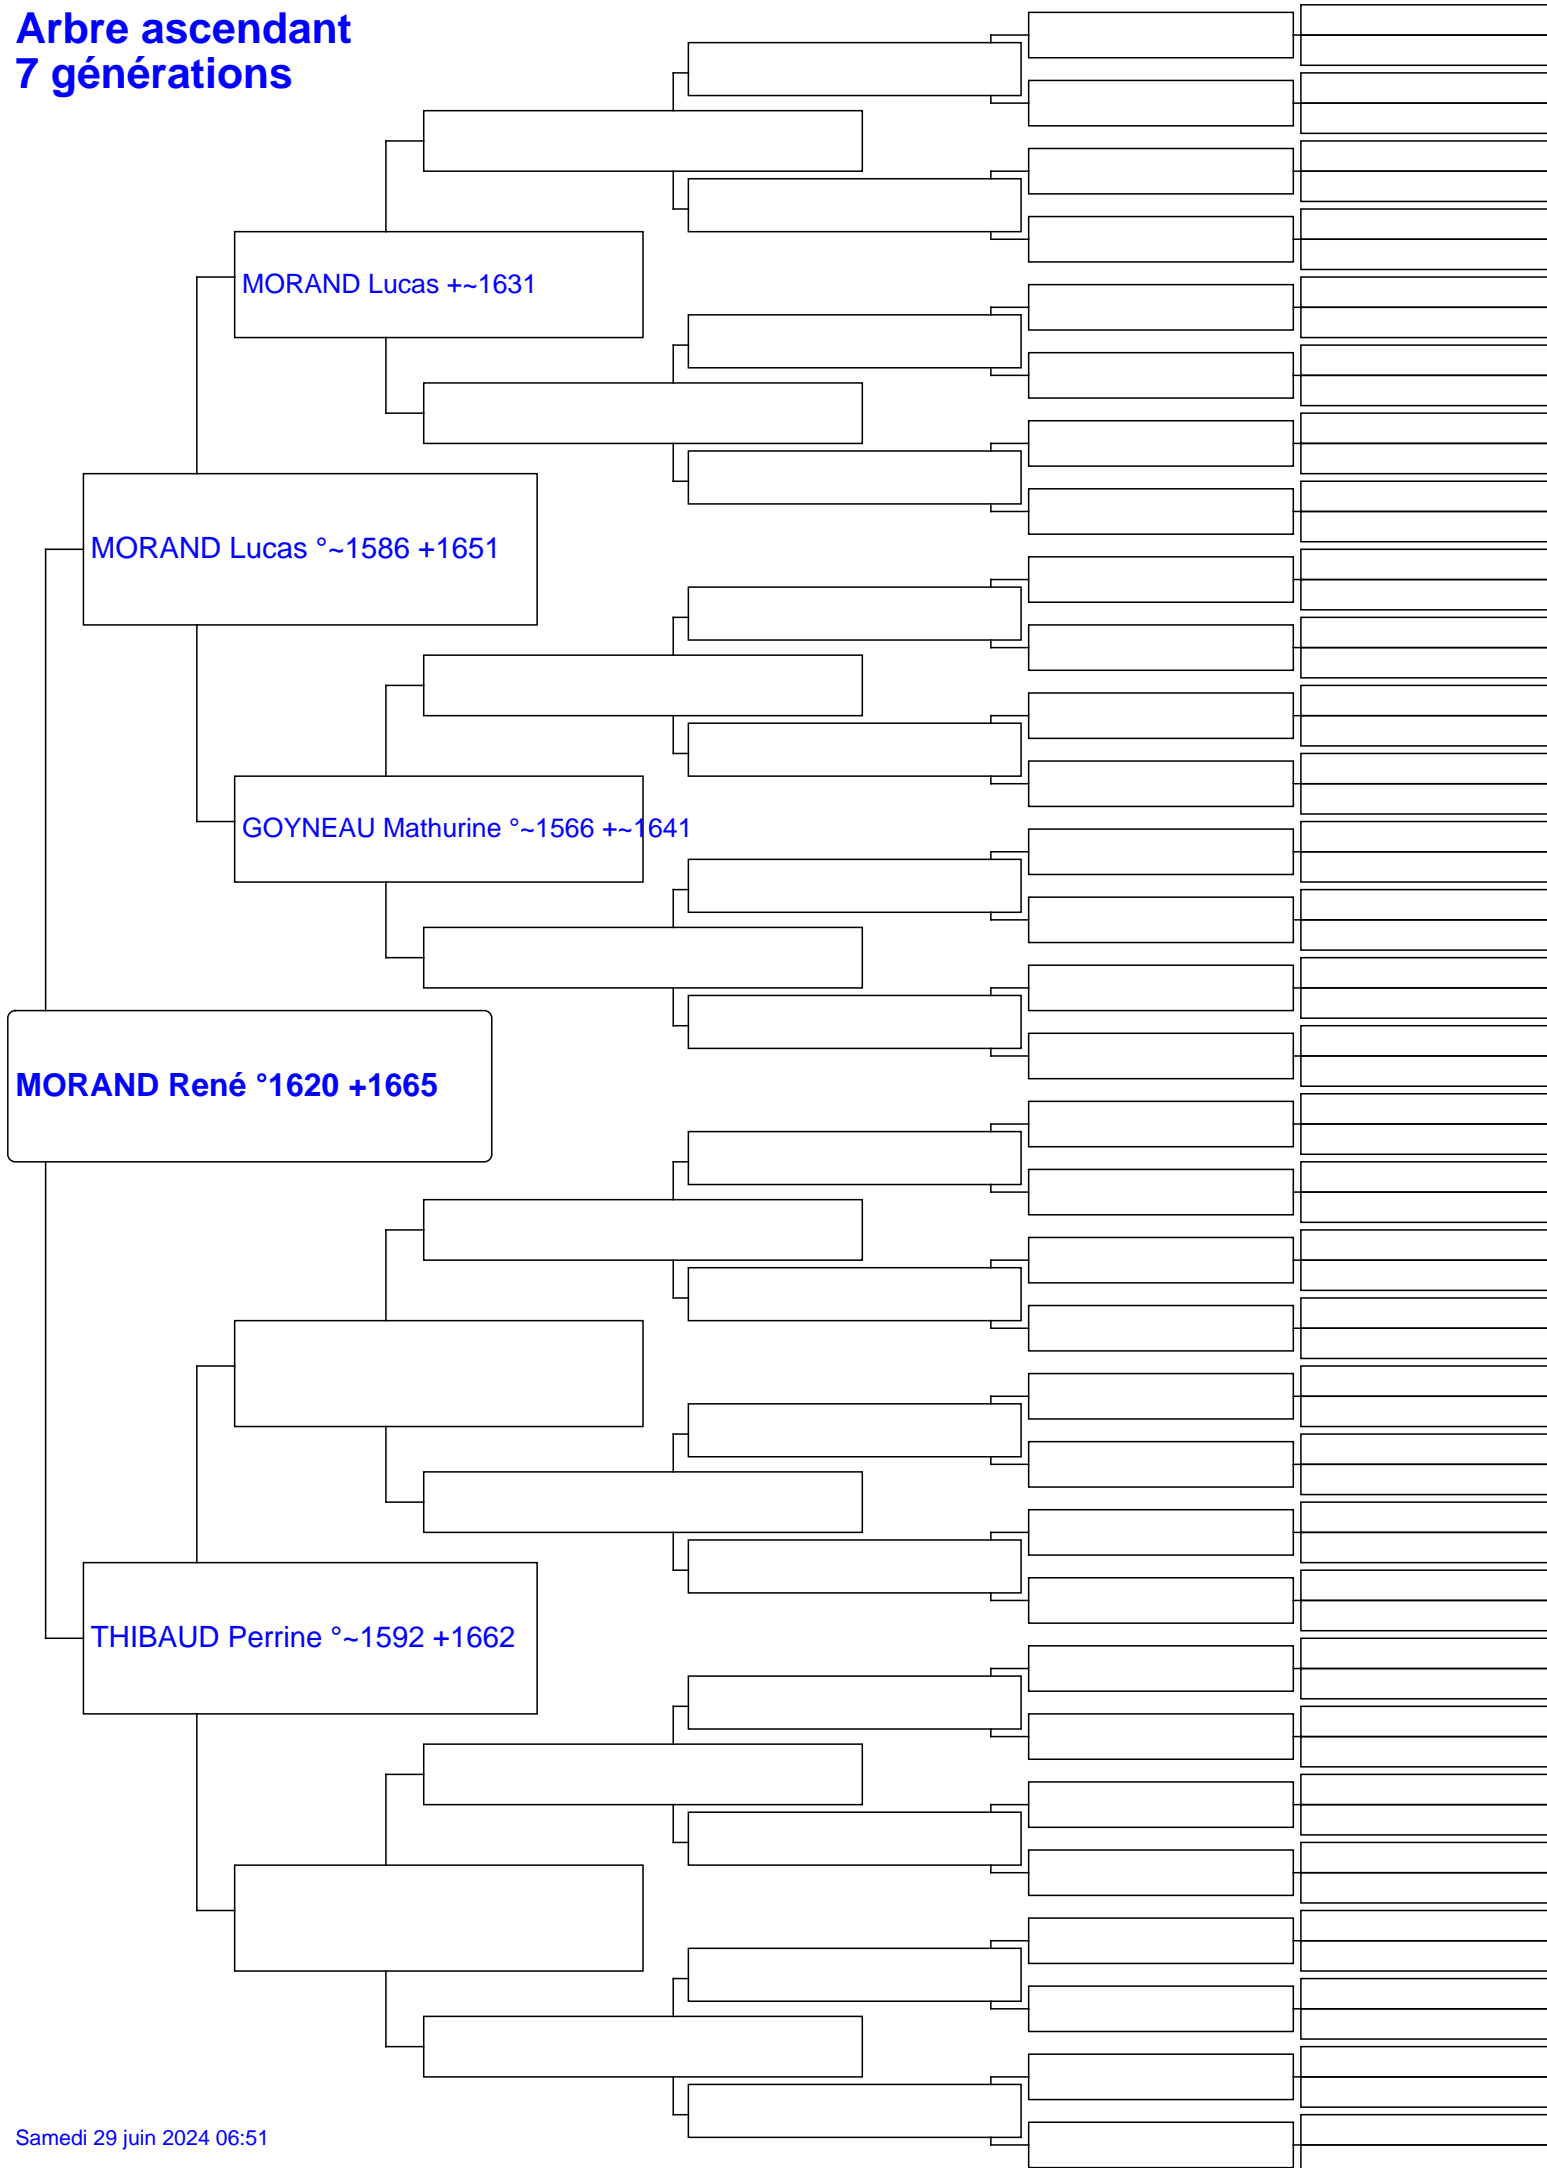 Arbre ascendant
7 générations
MORAND Lucas +~1631
MORAND Lucas °~1586 +1651
GOYNEAU Mathurine °~1566 +~1641
MORAND René °1620 +1665
THIBAUD Perrine °~1592 +1662
Samedi 29 juin 2024 06:51